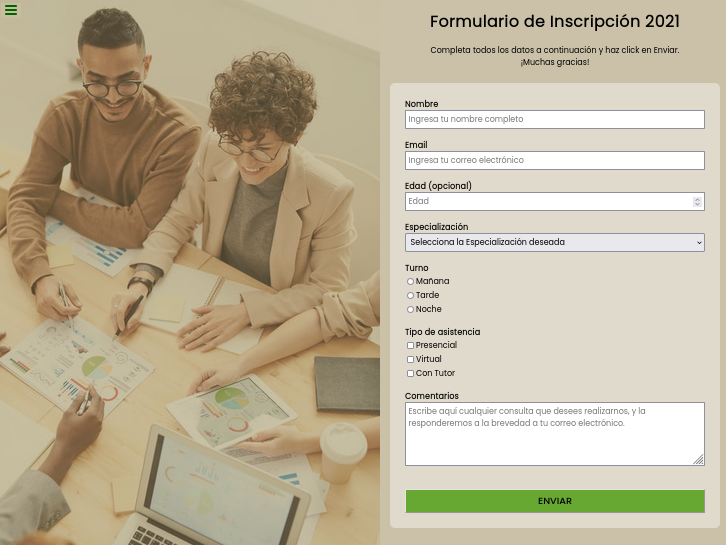 Formulario de Inscripción 2021
Completa todos los datos a continuación y haz click en Enviar.
¡Muchas gracias!
Nombre
Ingresa tu nombre completo
Email
Ingresa tu correo electrónico
Edad (opcional)
Edad
Especialización
Selecciona la Especialización deseada
Turno
Mañana
Tarde
Noche
Tipo de asistencia
Presencial
Virtual
Con Tutor
Comentarios
Escribe aquí cualquier consulta que desees realizarnos, y la
responderemos a la brevedad a tu correo electrónico.
ENVIAR